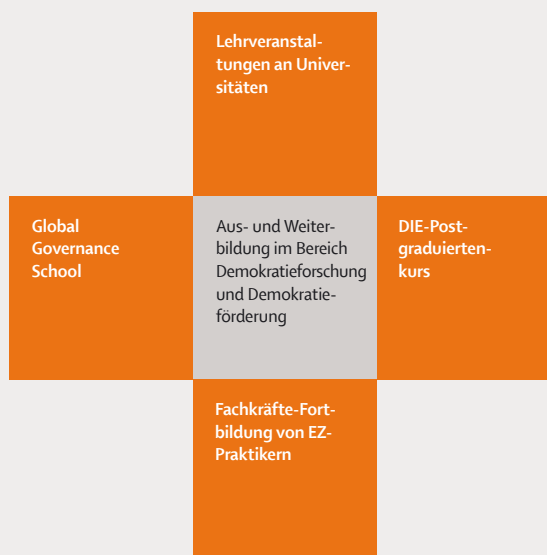 Lehrveranstal-
tungen an Univer-
sitäten
Global
Governance
School
Aus- und Weiter-
bildung im Bereich
Demokratieforschung
und Demokratie-
förderung
DIE-Post-
graduierten-
kurs
Fachkräfte-Fort-
bildung von EZ-
Praktikern